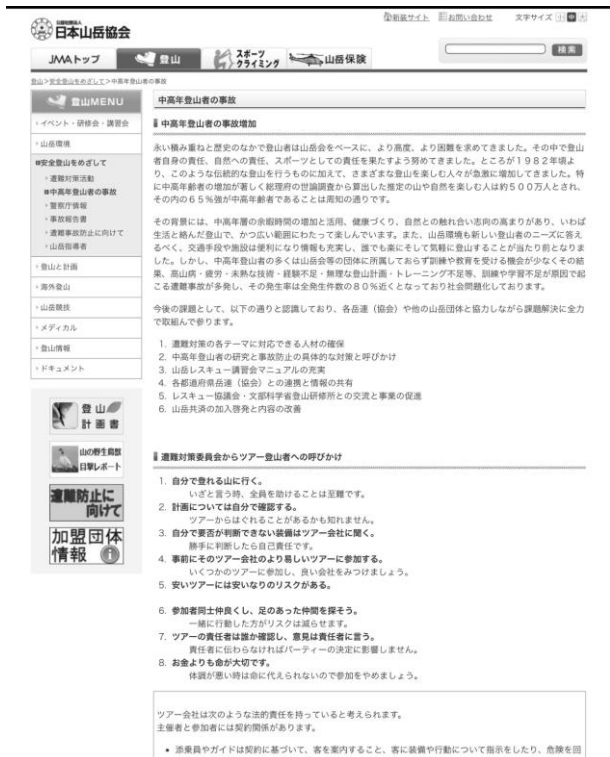 公益社団法人
日本山岳協会
新装サイト お問い合わせ 文字サイズ 小 中 大
検索
JMAトップ 登山 スポーツクライミング 山岳保険
登山>安全登山をめざして>中高年登山者の事故
登山MENU
イベント・研修会・講習会
山岳環境
安全登山をめざして
遭難対策活動
中高年登山者の事故
警察庁情報
事故報告書
遭難事故防止に向けて
山岳指導者
登山と計画
海外登山
山岳競技
メディカル
登山情報
ドキュメント
登山
計画書
山の野生鳥獣
目撃レポート
遭難防止に
向けて
加盟団体
情報
中高年登山者の事故
中高年登山者の事故増加
永い積み重ねと歴史のなかで登山者は山岳会をベースに、より高度、より困難を求めてきました。その中で登山
者自身の責任、自然への責任、スポーツとしての責任を果たすよう努めてきました。ところが1982年頃よ
り、このような伝統的な登山を行うものに加えて、さまざまな登山を楽しむ人々が急激に増加してきました。特
に中高年者の増加が著しく総理府の世論調査から算出した推定の山や自然を楽しむ人は約500万人とされ、
その内の65%強が中高年齢者であることは周知の通りです。
その背景には、中高年層の余暇時間の増加と活用、健康づくり、自然との触れ合い志向の高まりがあり、いわば
生活と絡んだ登山で、かつ広い範囲にわたって楽しんでいます。また、山岳環境も新しい登山者のニーズに答え
るべく、交通手段や施設は便利になり情報も充実し、誰でも楽にそして気軽に登山することが当たり前となりま
した。しかし、中高年登山者の多くは山岳会等の団体に所属しておらず訓練や教育を受ける機会が少なくその結
果、高山病・疲労・未熟な技術・経験不足・無理な登山計画・トレーニング不足等、訓練や学習不足が原因で起
こる遭難事故が多発し、その発生率は全発生件数の80%近くとなっており社会問題化しております。
今後の課題として、以下の通りと認識しており、各岳連（協会）や他の山岳団体と協力しながら課題解決に全力
で取組んで参ります。
1. 遭難対策の各テーマに対応できる人材の確保
2. 中高年登山者の研究と事故防止の具体的な対策と呼びかけ
3. 山岳レスキュー講習会マニュアルの充実
4. 各都道府県岳連（協会）との連携と情報の共有
5. レスキュー協議会・文部科学省登山研修所との交流と事業の促進
6. 山岳共済の加入啓発と内容の改善
遭難対策委員会からツアー登山者への呼びかけ
1. 自分で登れる山に行く。
いざと言う時、全員を助けることは至難です。
2. 計画については自分で確認する。
ツアーからはぐれることがあるかも知れません。
3. 自分で要否が判断できない装備はツアー会社に聞く。
勝手に判断したら自己責任です。
4. 事前にそのツアー会社のより易しいツアーに参加する。
いくつかのツアーに参加し、良い会社をみつけましょう。
5. 安いツアーには安いなりのリスクがある。
6. 参加者同士仲良くし、足のあった仲間を探そう。
一緒に行動した方がリスクは減らせます。
7. ツアーの責任者は誰か確認し、意見は責任者に言う。
責任者に伝わらなければパーティーの決定に影響しません。
8. お金よりも命が大切です。
体調が悪い時は命に代えられないので参加をやめましょう。
ツアー会社は次のような法的責任を持っていると考えられます。
主催者と参加者には契約関係があります。
• 添乗員やガイドは契約に基づいて、客を案内すること、客に装備や行動について指示をしたり、危険を回